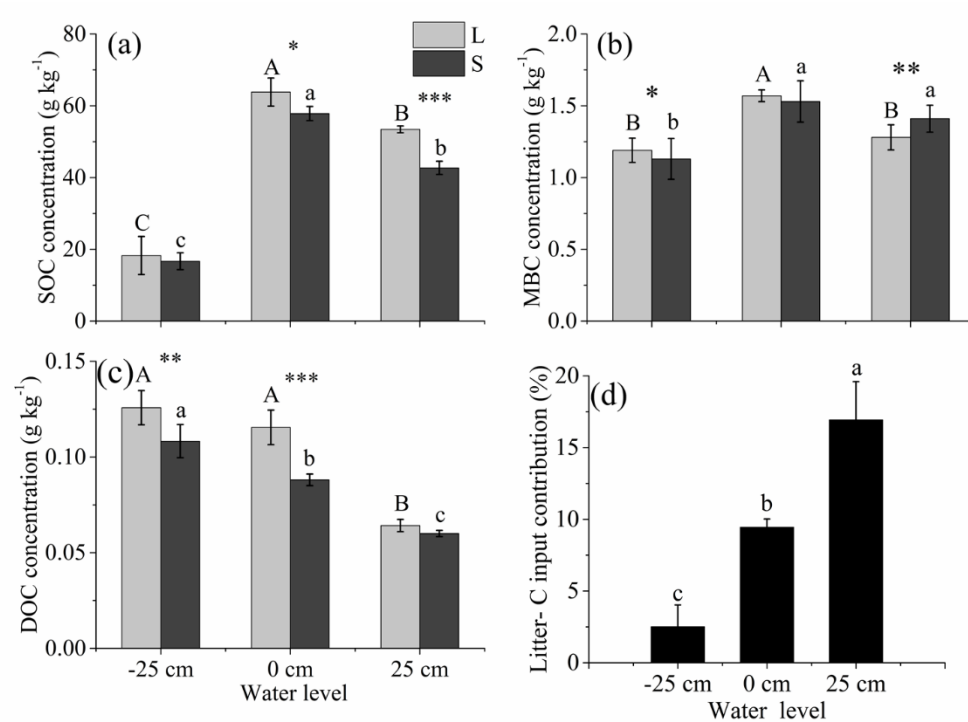 (a)
L
S
80
60
40
20
0
SOC concentration (g kg⁻¹)
C
c
A
a
*
B
b
***
(b)
2.0
1.5
1.0
0.5
0.0
MBC concentration (g kg⁻¹)
B
b
*
A
a
B
a
**
(c)
0.15
0.10
0.05
0.00
DOC concentration (g kg⁻¹)
A
a
**
A
b
***
B
c
-25 cm
0 cm
25 cm
Water level
(d)
20
15
10
5
0
Litter- C input contribution (%)
c
b
a
-25 cm
0 cm
25 cm
Water level